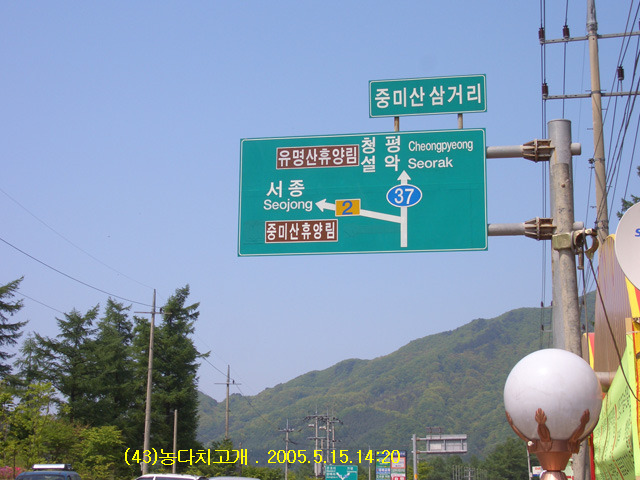 중미산삼거리
유명산휴양림
청평 Cheongpyeong
설악 Seorak
서종
Seojong
2
37
중미산휴양림
(43)농다치고개 . 2005.5.15.14:20